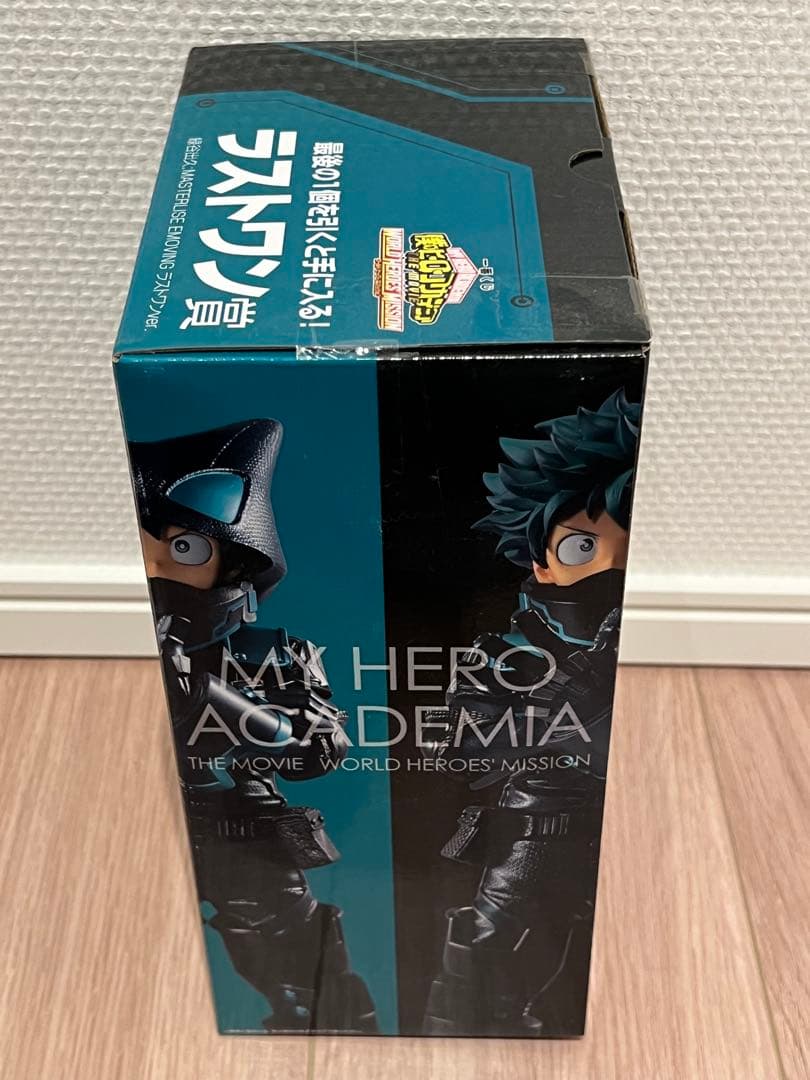 最後の1個を引くと手に入る!
ラストワン賞
緑谷出久;MASTERLISE EMOVING ラストワンver.
一番くじ
僕のヒーローアカデミア
THE MOVIE
WORLD HEROES' MISSION
MY HERO
ACADEMIA
THE MOVIE WORLD HEROES' MISSION